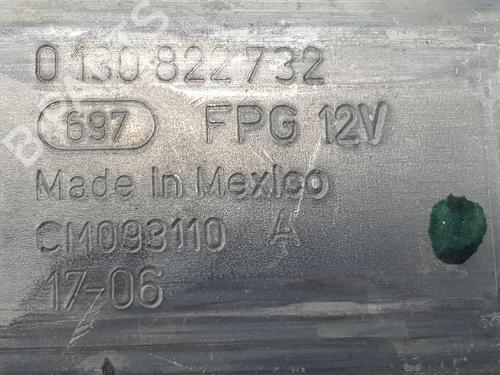 0 130 822 732
697 FPG 12V
Made in Mexico
CM093110 A
17-06